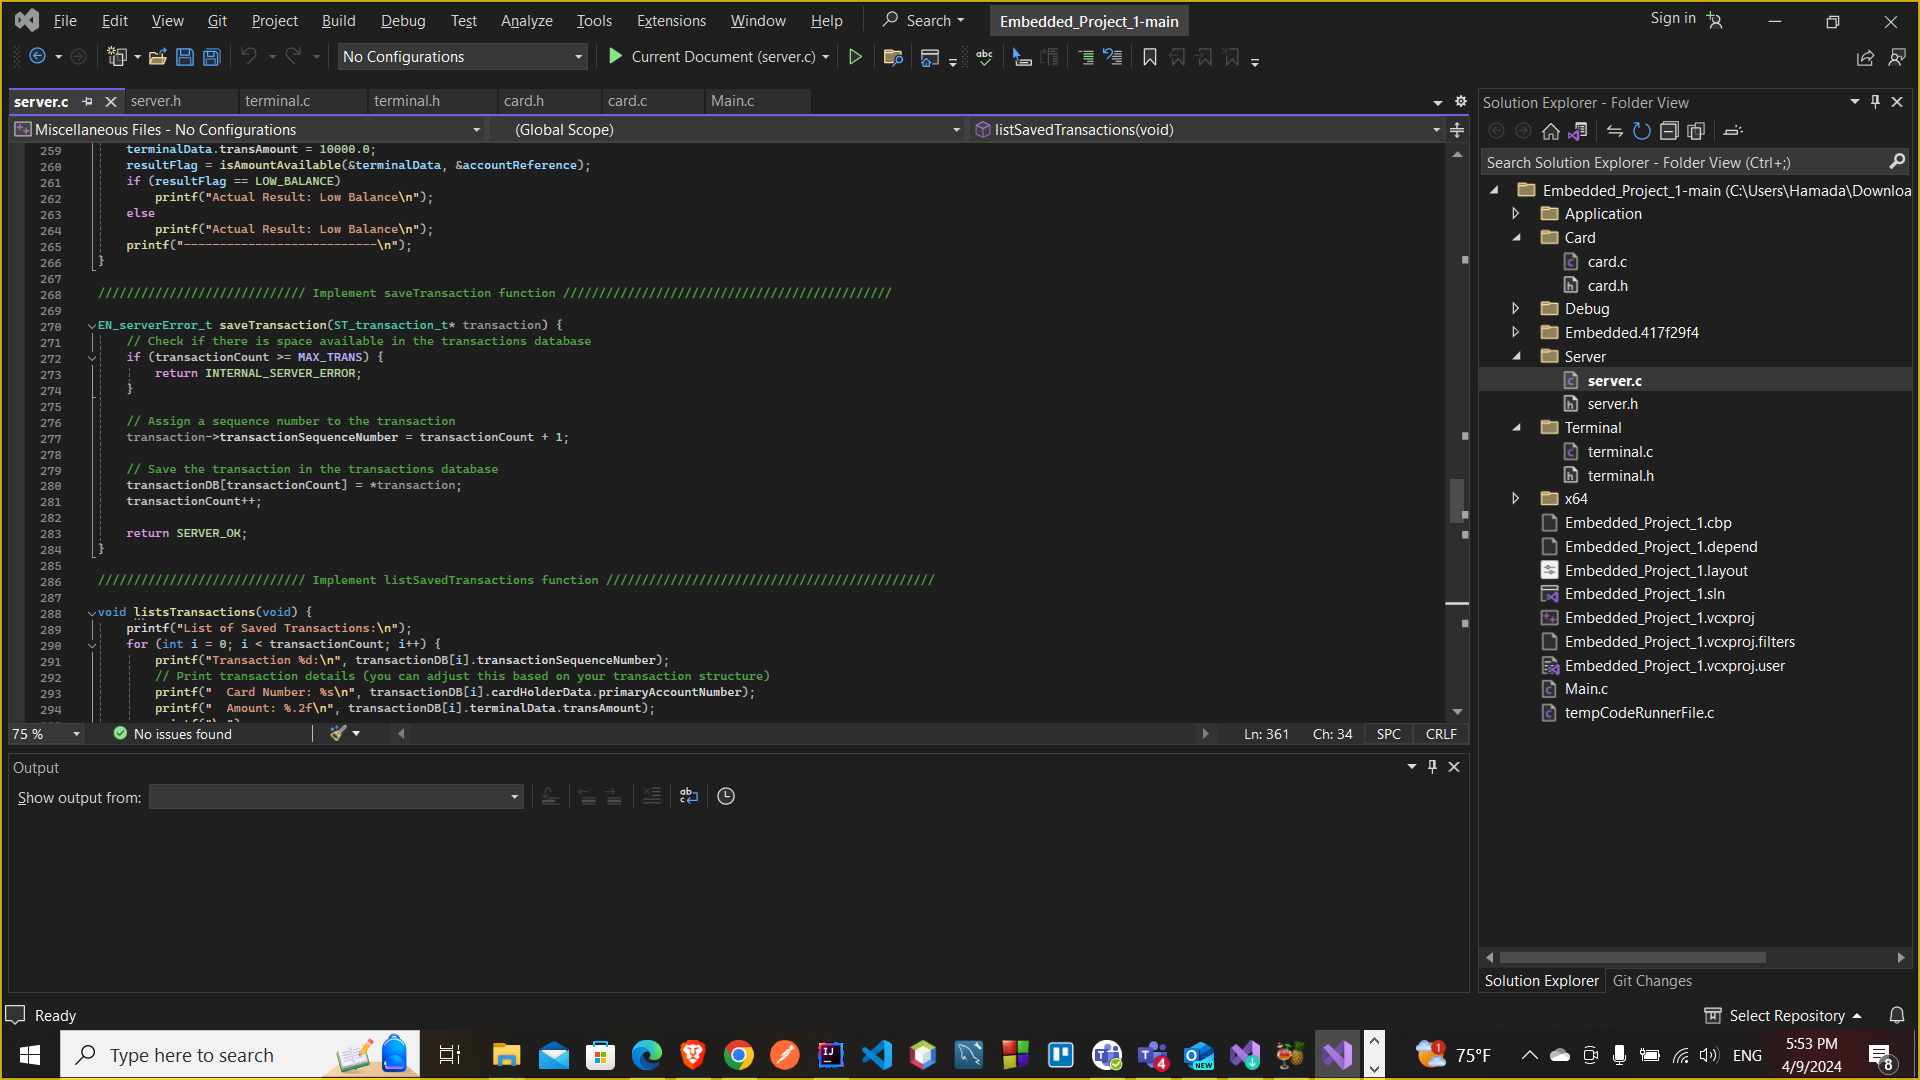 File Edit View Git Project Build Debug Test Analyze Tools Extensions Window Help Search Embedded_Project_1-main Sign in
No Configurations Current Document (server.c)
server.c server.h terminal.c terminal.h card.h card.c Main.c
Miscellaneous Files - No Configurations (Global Scope) listSavedTransactions(void)
259 terminalData.transAmount = 10000.0;
260 resultFlag = isAmountAvailable(&terminalData, &accountReference);
261 if (resultFlag == LOW_BALANCE)
262 printf("Actual Result: Low Balance\n");
263 else
264 printf("Actual Result: Low Balance\n");
265 printf("---------------------------\n");
266 }
267
268 ///////////////////////////// Implement saveTransaction function //////////////////////////////////////////////
269
270 EN_serverError_t saveTransaction(ST_transaction_t* transaction) {
271 // Check if there is space available in the transactions database
272 if (transactionCount >= MAX_TRANS) {
273 return INTERNAL_SERVER_ERROR;
274 }
275
276 // Assign a sequence number to the transaction
277 transaction->transactionSequenceNumber = transactionCount + 1;
278
279 // Save the transaction in the transactions database
280 transactionDB[transactionCount] = *transaction;
281 transactionCount++;
282
283 return SERVER_OK;
284 }
285
286 ///////////////////////////// Implement listSavedTransactions function //////////////////////////////////////////////
287
288 void listsTransactions(void) {
289 printf("List of Saved Transactions:\n");
290 for (int i = 0; i < transactionCount; i++) {
291 printf("Transaction %d:\n", transactionDB[i].transactionSequenceNumber);
292 // Print transaction details (you can adjust this based on your transaction structure)
293 printf("  Card Number: %s\n", transactionDB[i].cardHolderData.primaryAccountNumber);
294 printf("  Amount: %.2f\n", transactionDB[i].terminalData.transAmount);
75 % No issues found Ln: 361 Ch: 34 SPC CRLF
Output
Show output from:
Solution Explorer - Folder View
Search Solution Explorer - Folder View (Ctrl+;)
Embedded_Project_1-main (C:\Users\Hamada\Downloa
Application
Card
card.c
card.h
Debug
Embedded.417f29f4
Server
server.c
server.h
Terminal
terminal.c
terminal.h
x64
Embedded_Project_1.cbp
Embedded_Project_1.depend
Embedded_Project_1.layout
Embedded_Project_1.sln
Embedded_Project_1.vcxproj
Embedded_Project_1.vcxproj.filters
Embedded_Project_1.vcxproj.user
Main.c
tempCodeRunnerFile.c
Solution Explorer Git Changes
Ready Select Repository
Type here to search 75°F ENG 5:53 PM
4/9/2024 8